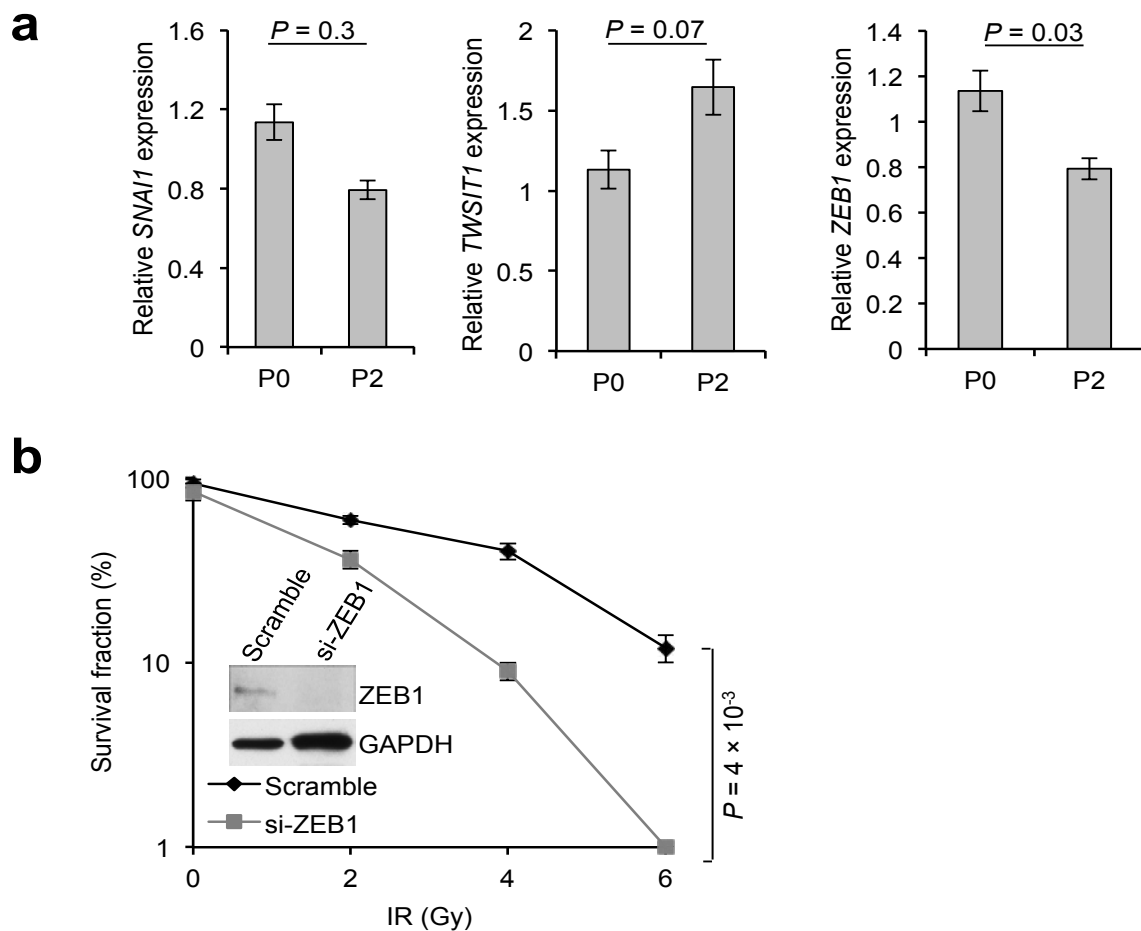 a
P = 0.3
Relative SNAI1 expression
1.6
1.2
0.8
0.4
0
P0 P2
P = 0.07
Relative TWSIT1 expression
2
1.5
1
0.5
0
P0 P2
P = 0.03
Relative ZEB1 expression
1.4
1.2
1
0.8
0.6
0.4
0.2
0
P0 P2
b
Survival fraction (%)
100
10
1
Scramble
si-ZEB1
ZEB1
GAPDH
Scramble
si-ZEB1
P = 4 × 10⁻³
0 2 4 6
IR (Gy)